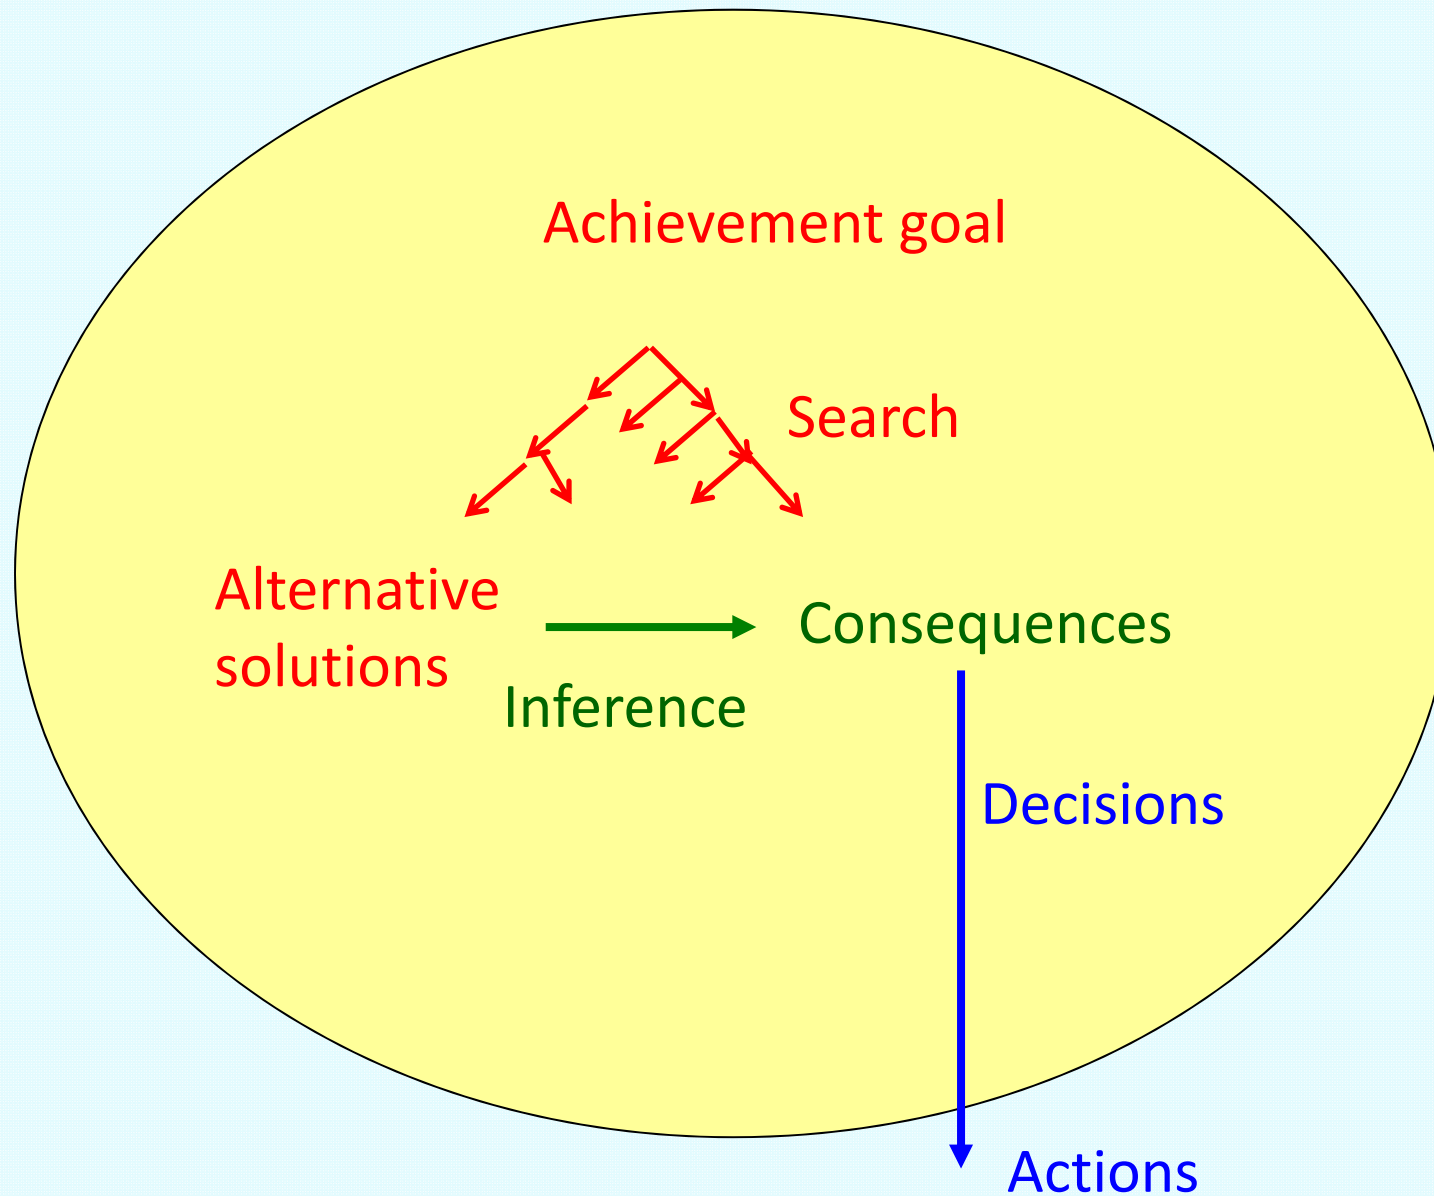 Achievement goal
Search
Alternative
solutions
Consequences
Inference
Decisions
Actions